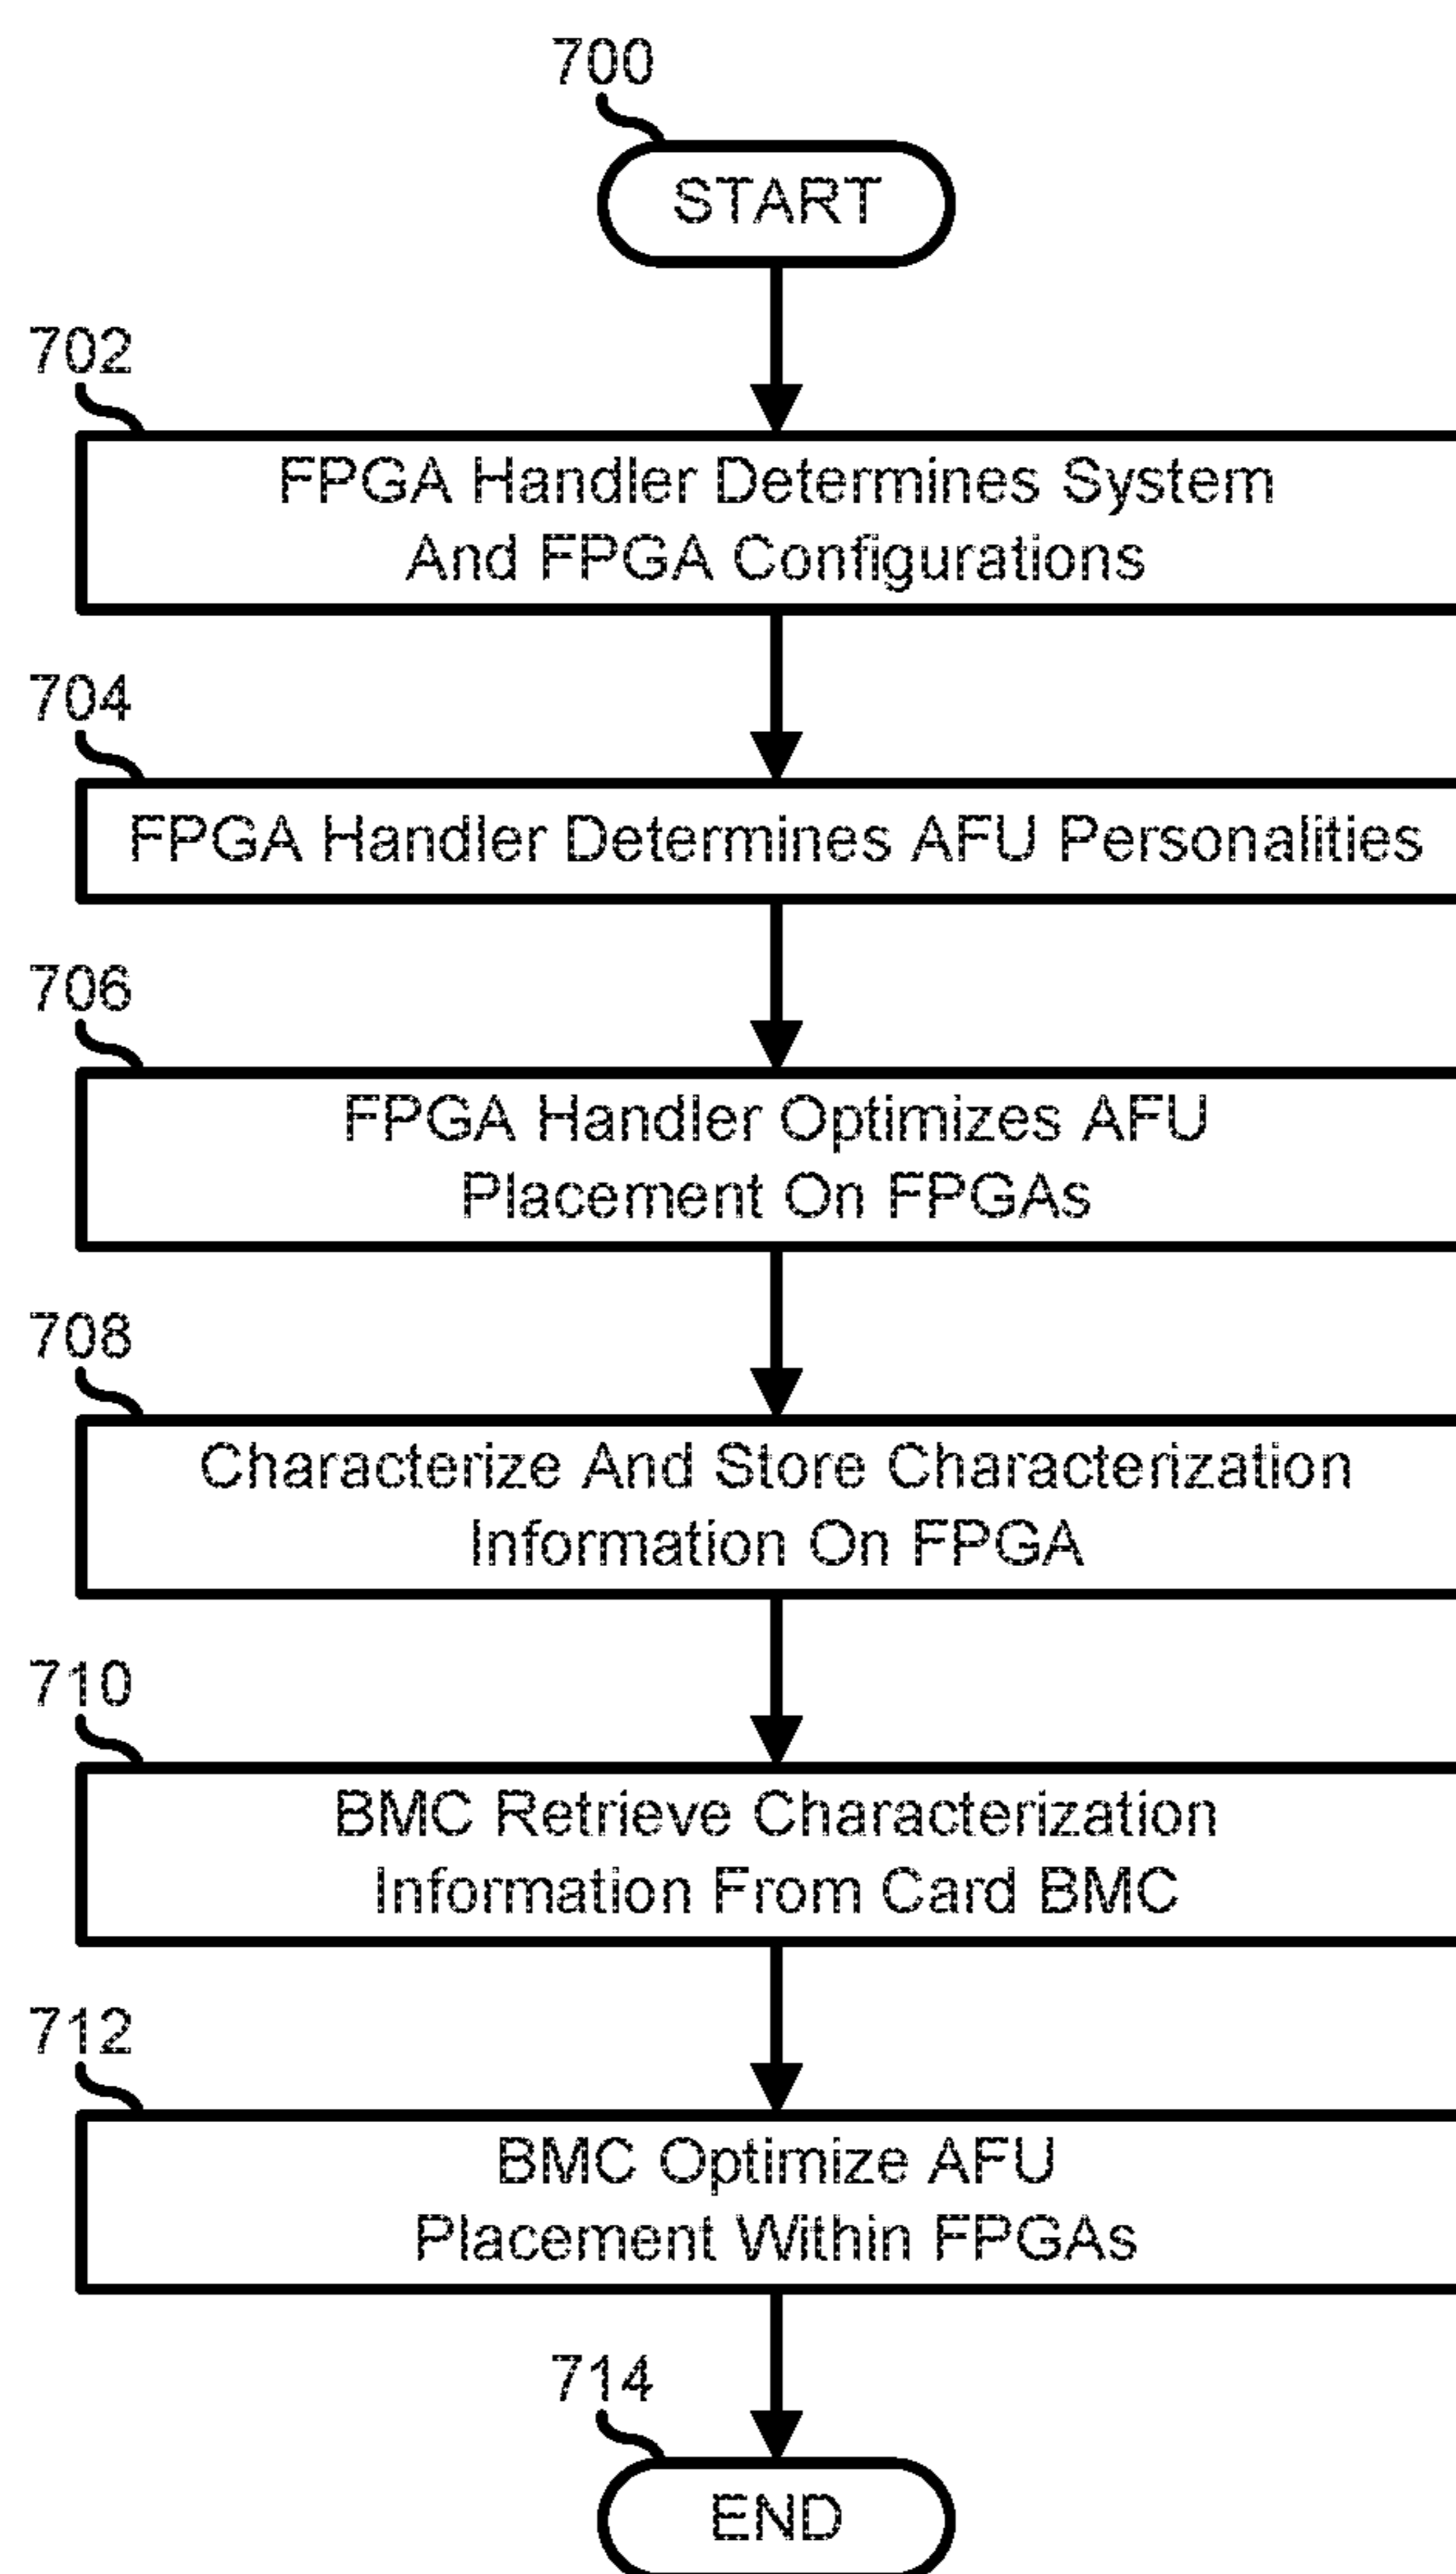 700
START
702
FPGA Handler Determines System
And FPGA Configurations
704
FPGA Handler Determines AFU Personalities
706
FPGA Handler Optimizes AFU
Placement On FPGAs
708
Characterize And Store Characterization
Information On FPGA
710
BMC Retrieve Characterization
Information From Card BMC
712
BMC Optimize AFU
Placement Within FPGAs
714
END